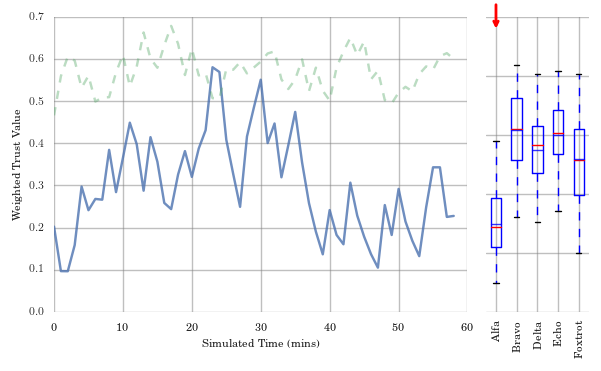 Weighted Trust Value
0.7
0.6
0.5
0.4
0.3
0.2
0.1
0.0
0 10 20 30 40 50 60
Simulated Time (mins)
Alfa
Bravo
Delta
Echo
Foxtrot